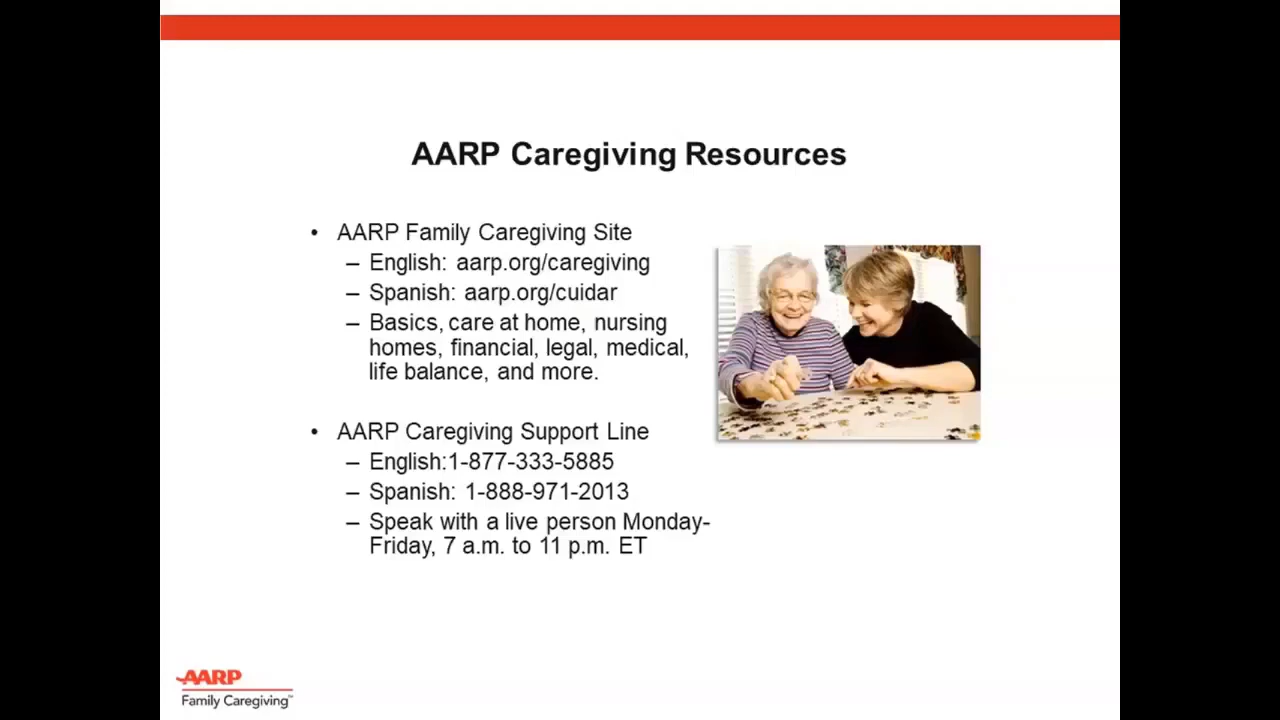 AARP Caregiving Resources
• AARP Family Caregiving Site
– English: aarp.org/caregiving
– Spanish: aarp.org/cuidar
– Basics, care at home, nursing
homes, financial, legal, medical,
life balance, and more.
• AARP Caregiving Support Line
– English:1-877-333-5885
– Spanish: 1-888-971-2013
– Speak with a live person Monday-
Friday, 7 a.m. to 11 p.m. ET
AARP
Family Caregiving™